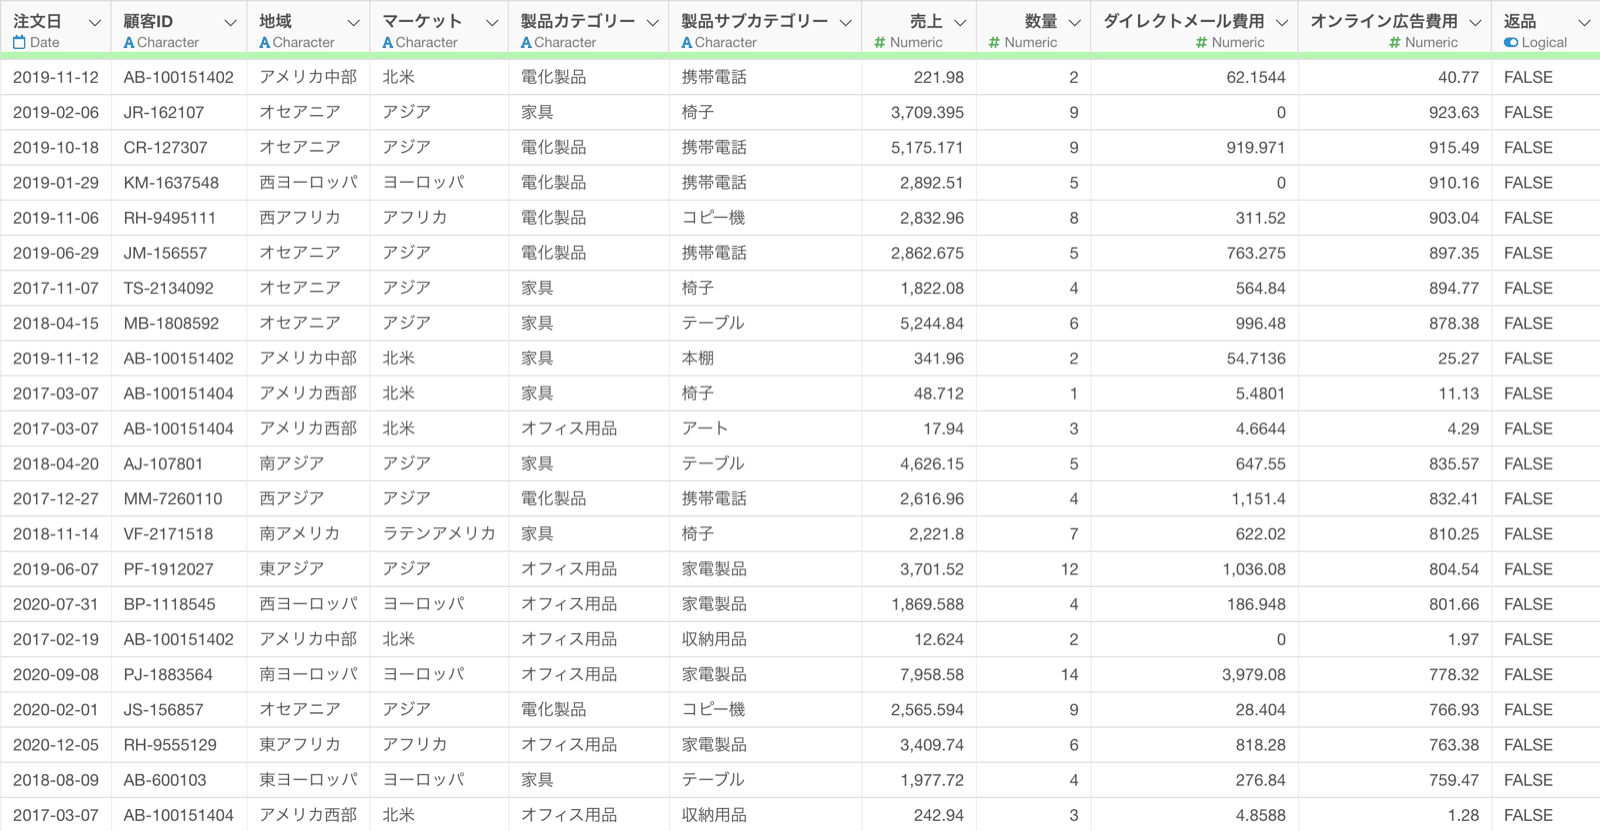 注文日 顧客ID 地域 マーケット 製品カテゴリー 製品サブカテゴリー 売上 数量 ダイレクトメール費用 オンライン広告費用 返品
Date A Character A Character A Character A Character A Character # Numeric # Numeric # Numeric # Numeric Logical
2019-11-12 AB-100151402 アメリカ中部 北米 電化製品 携帯電話 221.98 2 62.1544 40.77 FALSE
2019-02-06 JR-162107 オセアニア アジア 家具 椅子 3,709.395 9 0 923.63 FALSE
2019-10-18 CR-127307 オセアニア アジア 電化製品 携帯電話 5,175.171 9 919.971 915.49 FALSE
2019-01-29 KM-1637548 西ヨーロッパ ヨーロッパ 電化製品 携帯電話 2,892.51 5 0 910.16 FALSE
2019-11-06 RH-9495111 西アフリカ アフリカ 電化製品 コピー機 2,832.96 8 311.52 903.04 FALSE
2019-06-29 JM-156557 オセアニア アジア 電化製品 携帯電話 2,862.675 5 763.275 897.35 FALSE
2017-11-07 TS-2134092 オセアニア アジア 家具 椅子 1,822.08 4 564.84 894.77 FALSE
2018-04-15 MB-1808592 オセアニア アジア 家具 テーブル 5,244.84 6 996.48 878.38 FALSE
2019-11-12 AB-100151402 アメリカ中部 北米 家具 本棚 341.96 2 54.7136 25.27 FALSE
2017-03-07 AB-100151404 アメリカ西部 北米 家具 椅子 48.712 1 5.4801 11.13 FALSE
2017-03-07 AB-100151404 アメリカ西部 北米 オフィス用品 アート 17.94 3 4.6644 4.29 FALSE
2018-04-20 AJ-107801 南アジア アジア 家具 テーブル 4,626.15 5 647.55 835.57 FALSE
2017-12-27 MM-7260110 西アジア アジア 電化製品 携帯電話 2,616.96 4 1,151.4 832.41 FALSE
2018-11-14 VF-2171518 南アメリカ ラテンアメリカ 家具 椅子 2,221.8 7 622.02 810.25 FALSE
2019-06-07 PF-1912027 東アジア アジア オフィス用品 家電製品 3,701.52 12 1,036.08 804.54 FALSE
2020-07-31 BP-1118545 西ヨーロッパ ヨーロッパ オフィス用品 家電製品 1,869.588 4 186.948 801.66 FALSE
2017-02-19 AB-100151402 アメリカ中部 北米 オフィス用品 収納用品 12.624 2 0 1.97 FALSE
2020-09-08 PJ-1883564 南ヨーロッパ ヨーロッパ オフィス用品 家電製品 7,958.58 14 3,979.08 778.32 FALSE
2020-02-01 JS-156857 オセアニア アジア 電化製品 コピー機 2,565.594 9 28.404 766.93 FALSE
2020-12-05 RH-9555129 東アフリカ アフリカ オフィス用品 家電製品 3,409.74 6 818.28 763.38 FALSE
2018-08-09 AB-600103 東ヨーロッパ ヨーロッパ 家具 テーブル 1,977.72 4 276.84 759.47 FALSE
2017-03-07 AB-100151404 アメリカ西部 北米 オフィス用品 収納用品 242.94 3 4.8588 1.28 FALSE